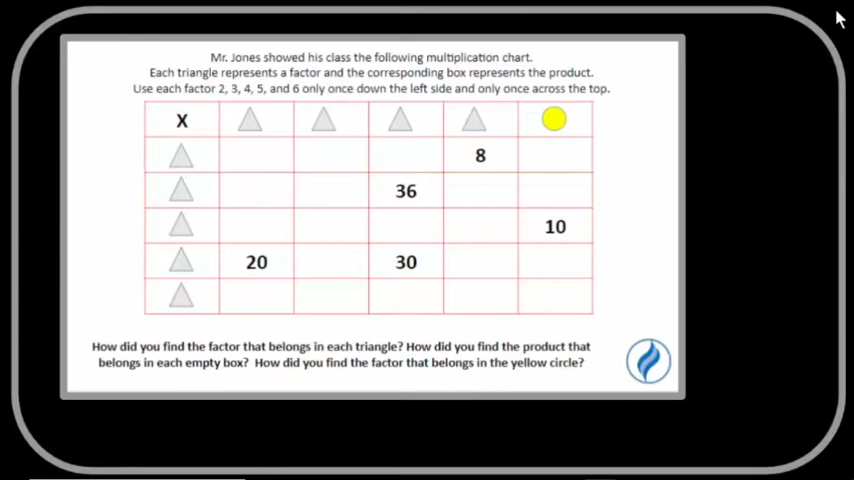 Mr. Jones showed his class the following multiplication chart.
Each triangle represents a factor and the corresponding box represents the product.
Use each factor 2, 3, 4, 5, and 6 only once down the left side and only once across the top.
X
8
36
10
20 30
How did you find the factor that belongs in each triangle? How did you find the product that
belongs in each empty box? How did you find the factor that belongs in the yellow circle?